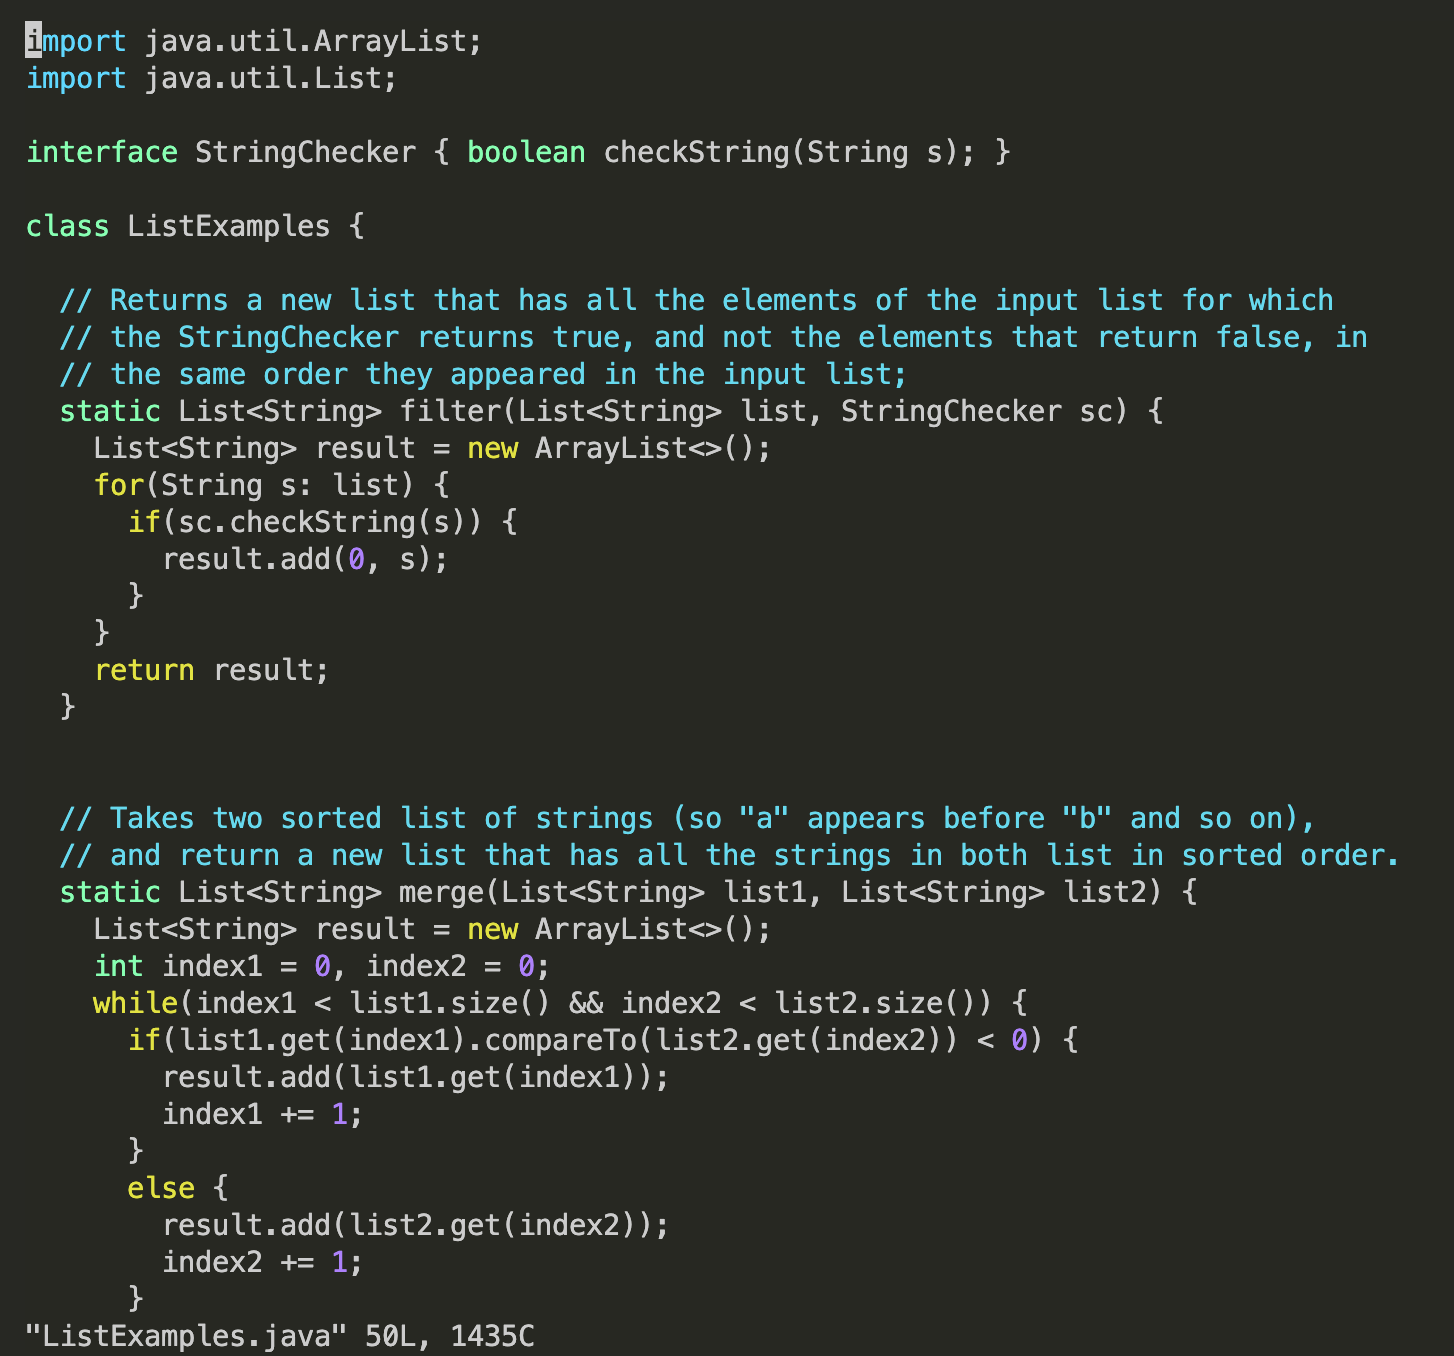 import java.util.ArrayList;
import java.util.List;

interface StringChecker { boolean checkString(String s); }

class ListExamples {

  // Returns a new list that has all the elements of the input list for which
  // the StringChecker returns true, and not the elements that return false, in
  // the same order they appeared in the input list;
  static List<String> filter(List<String> list, StringChecker sc) {
    List<String> result = new ArrayList<>();
    for(String s: list) {
      if(sc.checkString(s)) {
        result.add(0, s);
      }
    }
    return result;
  }


  // Takes two sorted list of strings (so "a" appears before "b" and so on),
  // and return a new list that has all the strings in both list in sorted order.
  static List<String> merge(List<String> list1, List<String> list2) {
    List<String> result = new ArrayList<>();
    int index1 = 0, index2 = 0;
    while(index1 < list1.size() && index2 < list2.size()) {
      if(list1.get(index1).compareTo(list2.get(index2)) < 0) {
        result.add(list1.get(index1));
        index1 += 1;
      }
      else {
        result.add(list2.get(index2));
        index2 += 1;
      }
"ListExamples.java" 50L, 1435C